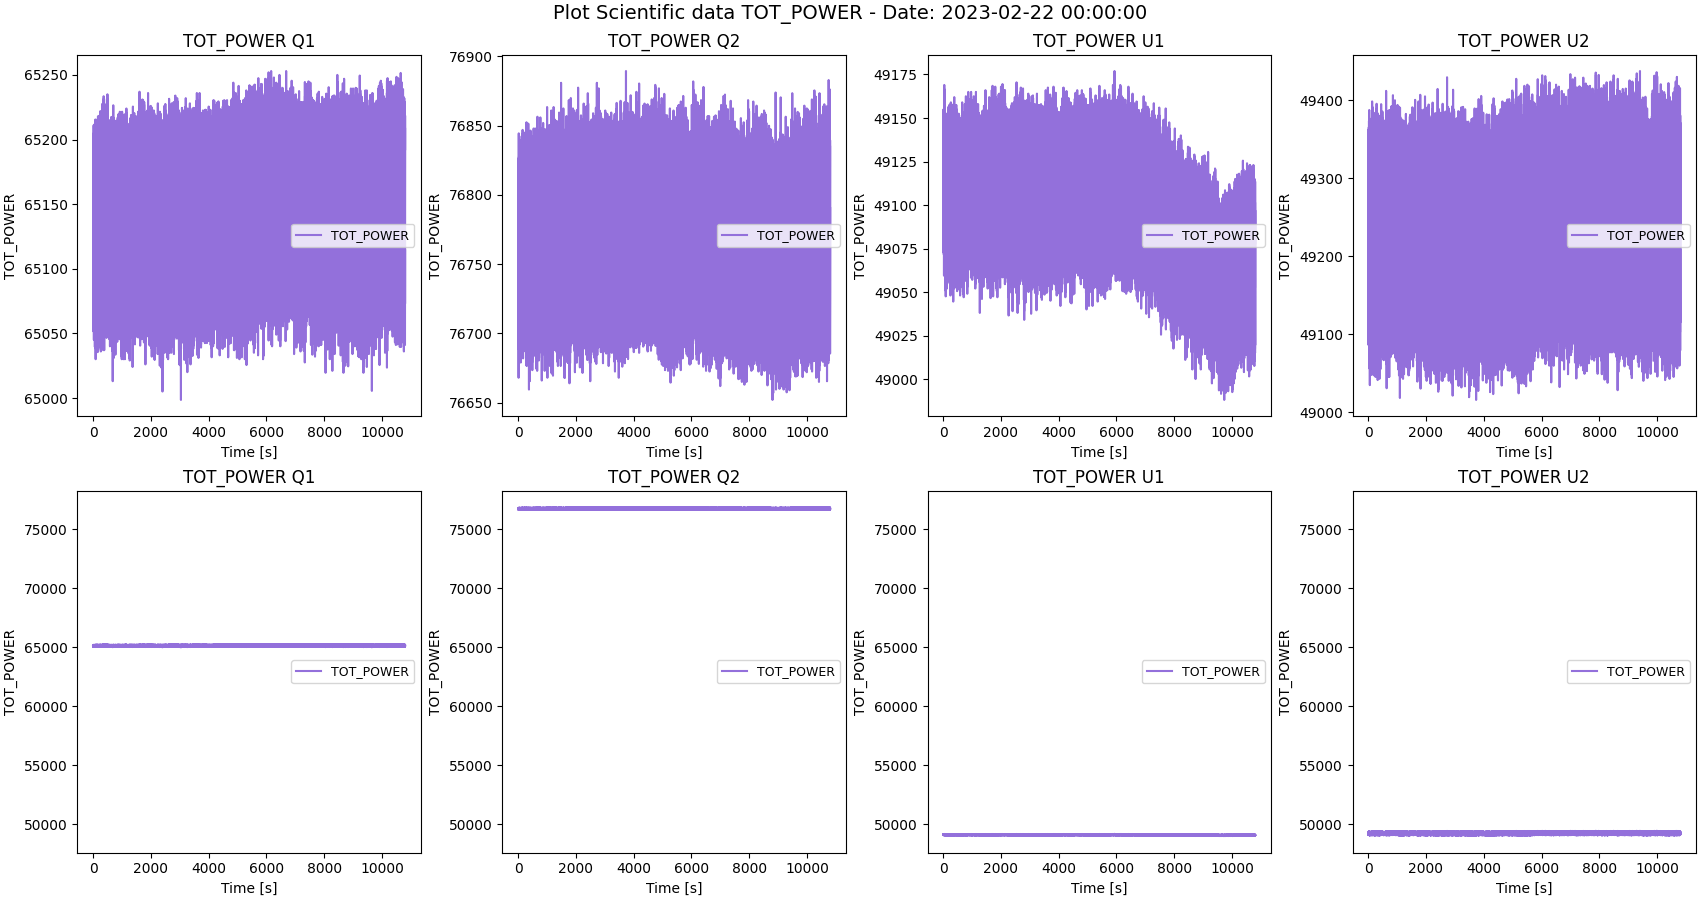 Plot Scientific data TOT_POWER - Date: 2023-02-22 00:00:00
TOT_POWER Q1
TOT_POWER
65250
65200
65150
65100
65050
65000
TOT_POWER
0 2000 4000 6000 8000 10000
Time [s]
TOT_POWER Q2
TOT_POWER
76900
76850
76800
76750
76700
76650
TOT_POWER
0 2000 4000 6000 8000 10000
Time [s]
TOT_POWER U1
TOT_POWER
49175
49150
49125
49100
49075
49050
49025
49000
TOT_POWER
0 2000 4000 6000 8000 10000
Time [s]
TOT_POWER U2
TOT_POWER
49400
49300
49200
49100
49000
TOT_POWER
0 2000 4000 6000 8000 10000
Time [s]
TOT_POWER Q1
TOT_POWER
75000
70000
65000
60000
55000
50000
TOT_POWER
0 2000 4000 6000 8000 10000
Time [s]
TOT_POWER Q2
TOT_POWER
75000
70000
65000
60000
55000
50000
TOT_POWER
0 2000 4000 6000 8000 10000
Time [s]
TOT_POWER U1
TOT_POWER
75000
70000
65000
60000
55000
50000
TOT_POWER
0 2000 4000 6000 8000 10000
Time [s]
TOT_POWER U2
TOT_POWER
75000
70000
65000
60000
55000
50000
TOT_POWER
0 2000 4000 6000 8000 10000
Time [s]